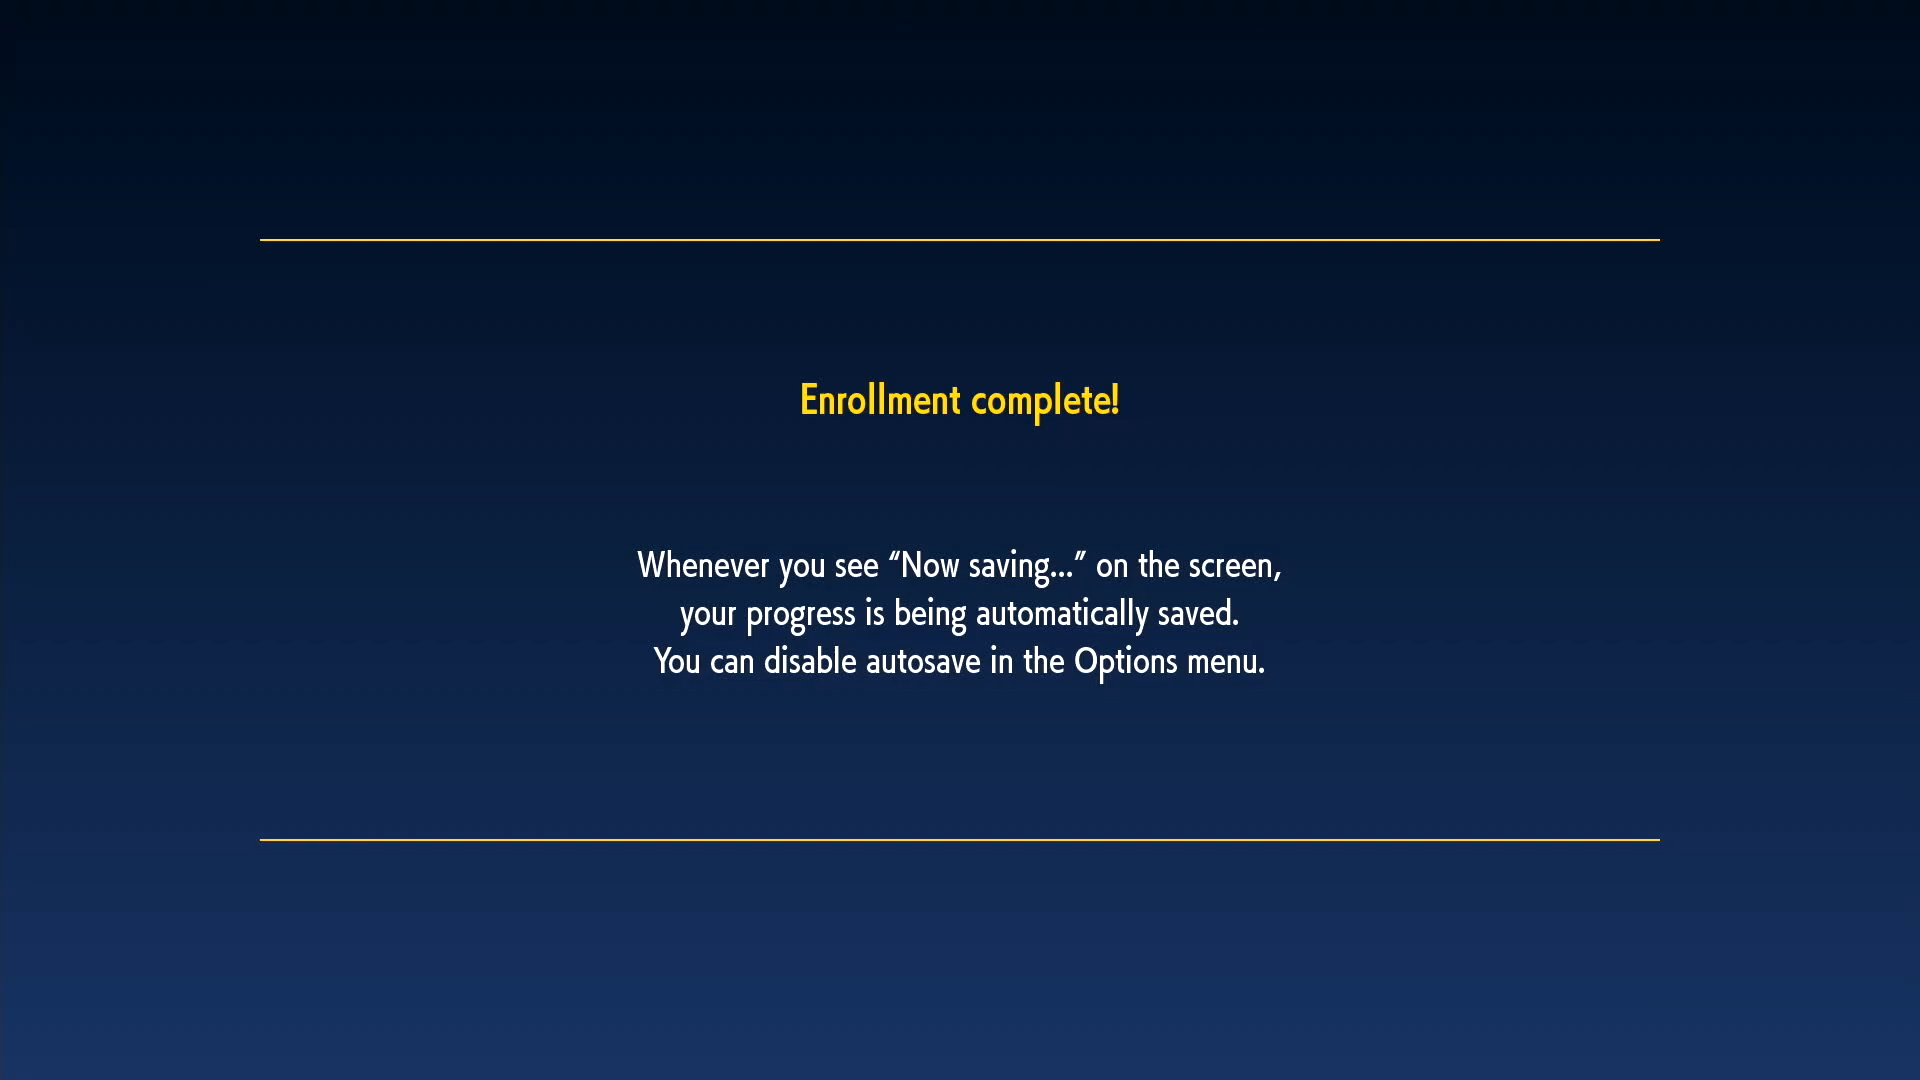 Enrollment complete!
Whenever you see “Now saving...” on the screen,
your progress is being automatically saved.
You can disable autosave in the Options menu.